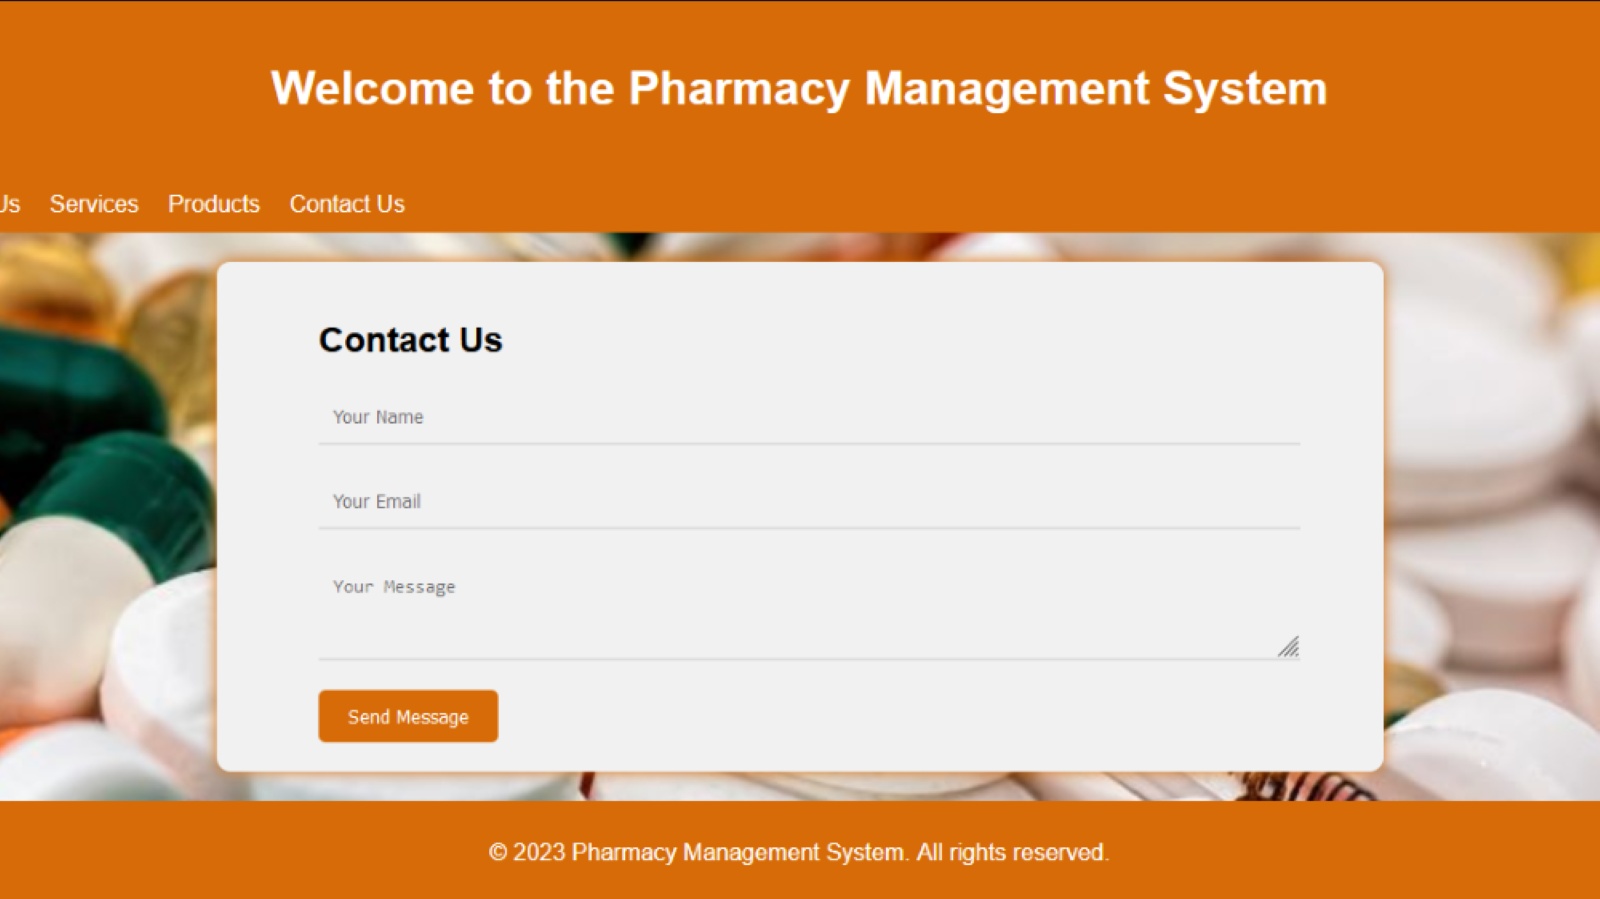 Welcome to the Pharmacy Management System
Us Services Products Contact Us
Contact Us
Your Name
Your Email
Your Message
Send Message
© 2023 Pharmacy Management System. All rights reserved.